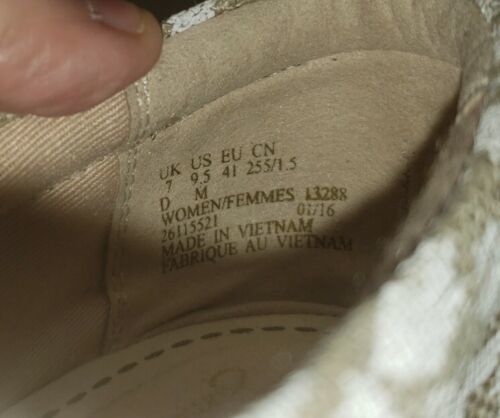 UK US EU CN
7 9.5 41 255/1.5
D M
WOMEN/FEMMES 13288
26115521 01/16
MADE IN VIETNAM
FABRIQUE AU VIETNAM